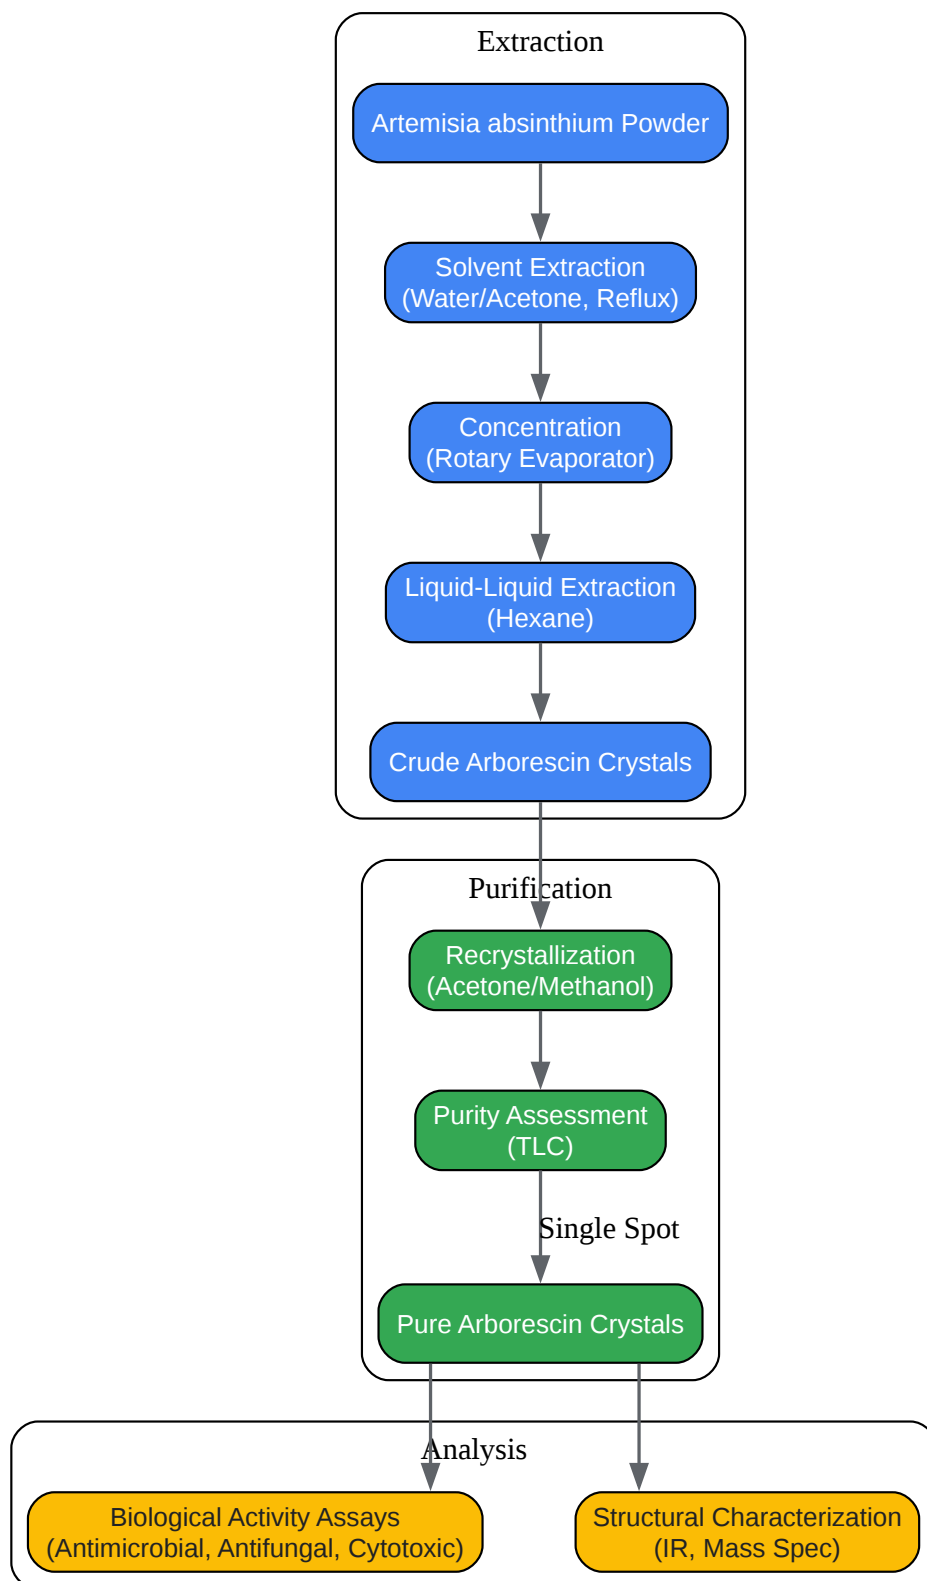 Extraction
Artemisia absinthium Powder
Solvent Extraction
(Water/Acetone, Reflux)
Concentration
(Rotary Evaporator)
Liquid-Liquid Extraction
(Hexane)
Crude Arborescin Crystals
Purification
Recrystallization
(Acetone/Methanol)
Purity Assessment
(TLC)
Single Spot
Pure Arborescin Crystals
Analysis
Biological Activity Assays
(Antimicrobial, Antifungal, Cytotoxic)
Structural Characterization
(IR, Mass Spec)